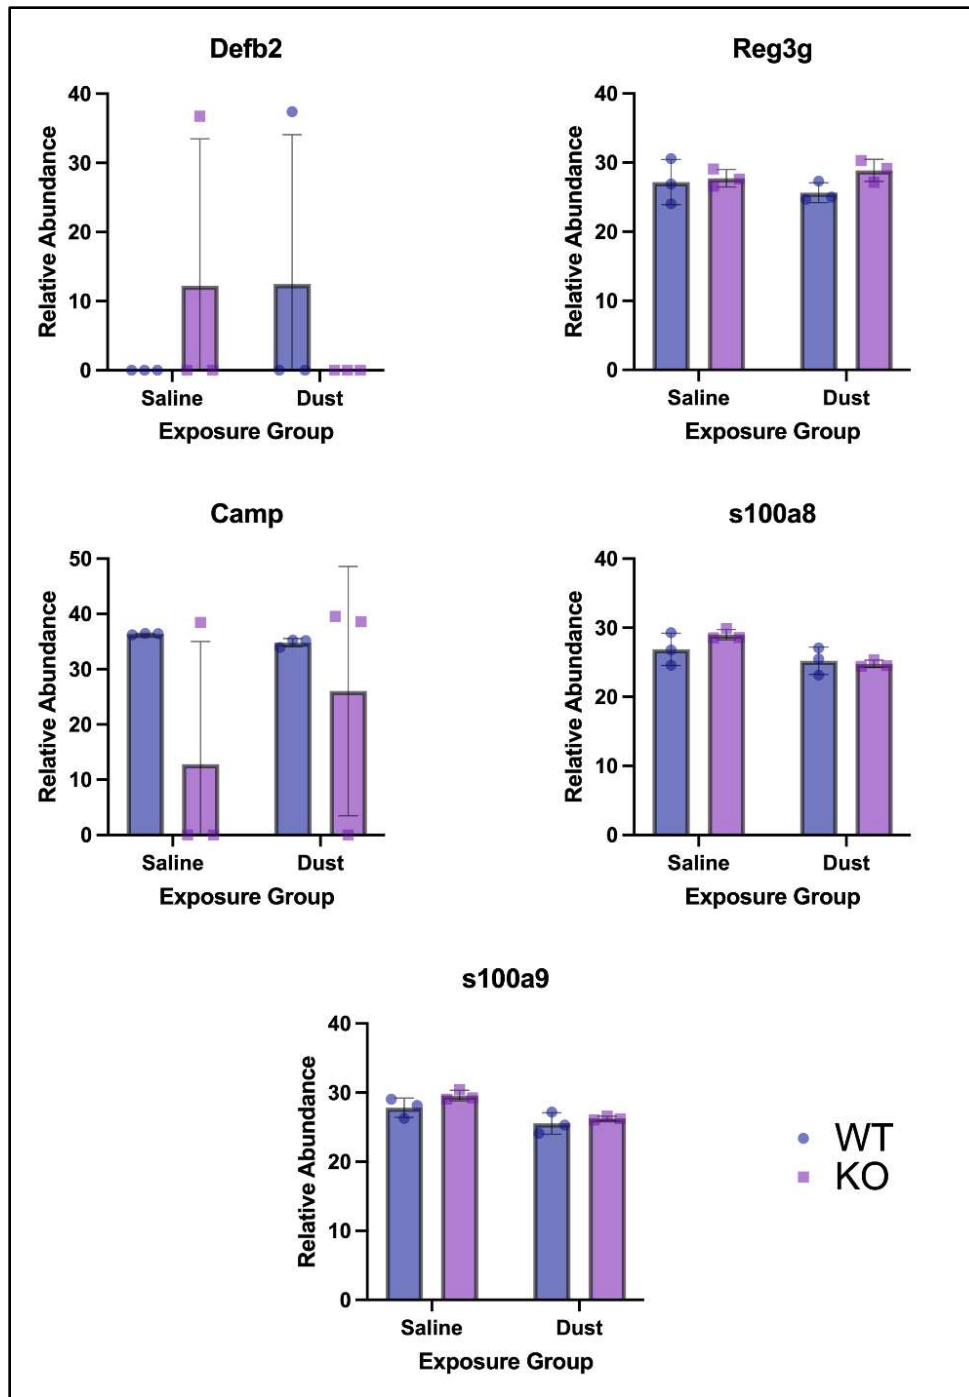 Defb2
Relative Abundance
40
30
20
10
0
Saline Dust
Exposure Group
Reg3g
Relative Abundance
40
30
20
10
0
Saline Dust
Exposure Group
Camp
Relative Abundance
50
40
30
20
10
0
Saline Dust
Exposure Group
s100a8
Relative Abundance
40
30
20
10
0
Saline Dust
Exposure Group
s100a9
Relative Abundance
40
30
20
10
0
Saline Dust
Exposure Group
WT
KO